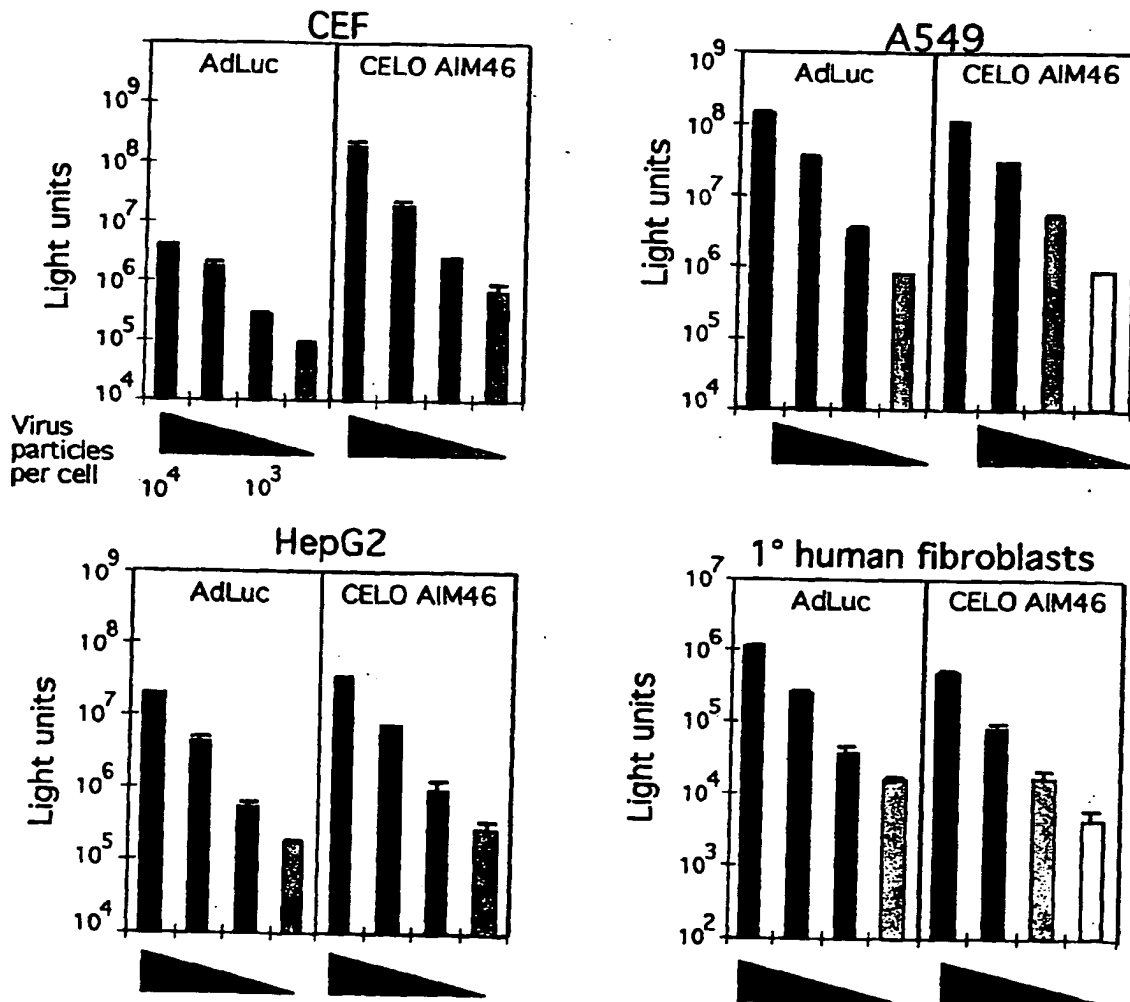 CEF
AdLuc
CELO AIM46
Light units
10⁹
10⁸
10⁷
10⁶
10⁵
10⁴
Virus
particles
per cell
10⁴
10³
A549
AdLuc
CELO AIM46
Light units
10⁹
10⁸
10⁷
10⁶
10⁵
10⁴
HepG2
AdLuc
CELO AIM46
Light units
10⁹
10⁸
10⁷
10⁶
10⁵
10⁴
1° human fibroblasts
AdLuc
CELO AIM46
Light units
10⁷
10⁶
10⁵
10⁴
10³
10²